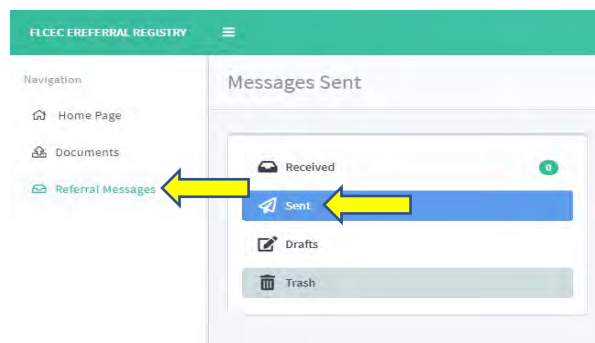 FLCEC EREFERRAL REGISTRY
Navigation
Home Page
Documents
Referral Messages
Messages Sent
Received 0
Sent
Drafts
Trash